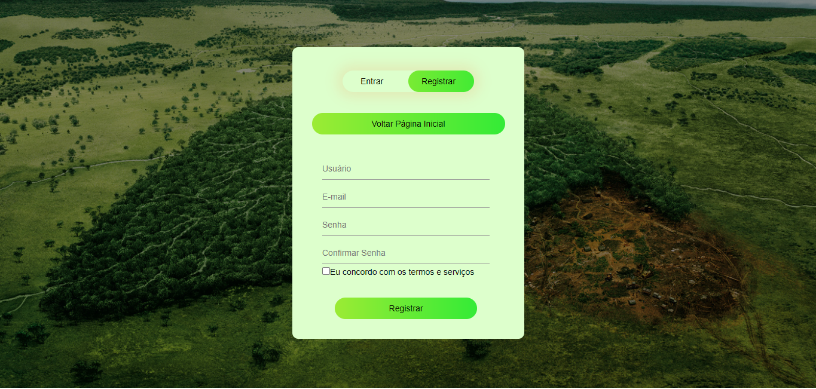 Entrar Registrar
Voltar Página Inicial
Usuário
E-mail
Senha
Confirmar Senha
Eu concordo com os termos e serviços
Registrar